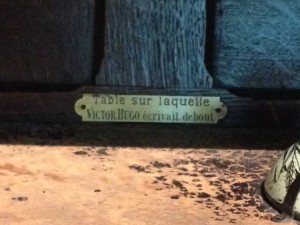 Table sur laquelle
VICTOR HUGO écrivait debout